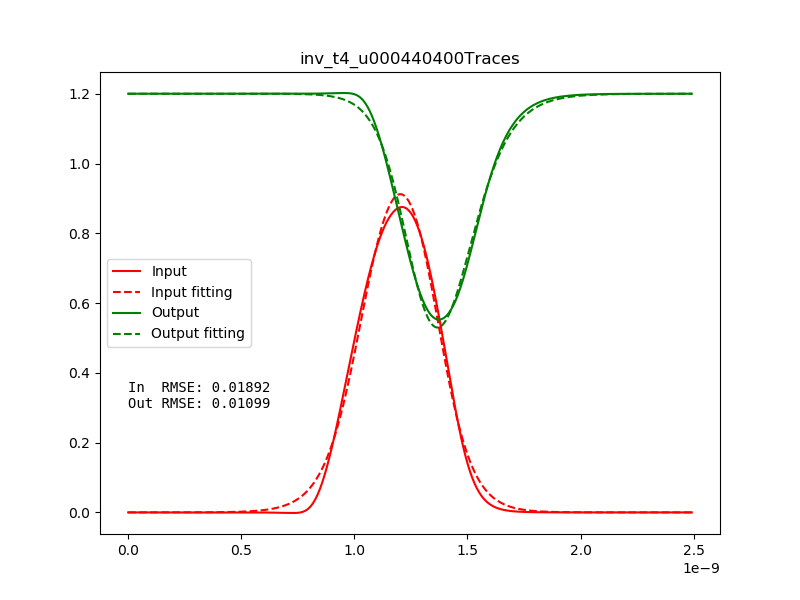 inv_t4_u000440400Traces
1.2
1.0
0.8
0.6
0.4
0.2
0.0
Input
Input fitting
Output
Output fitting
In  RMSE: 0.01892
Out RMSE: 0.01099
0.0 0.5 1.0 1.5 2.0 2.5
1e−9